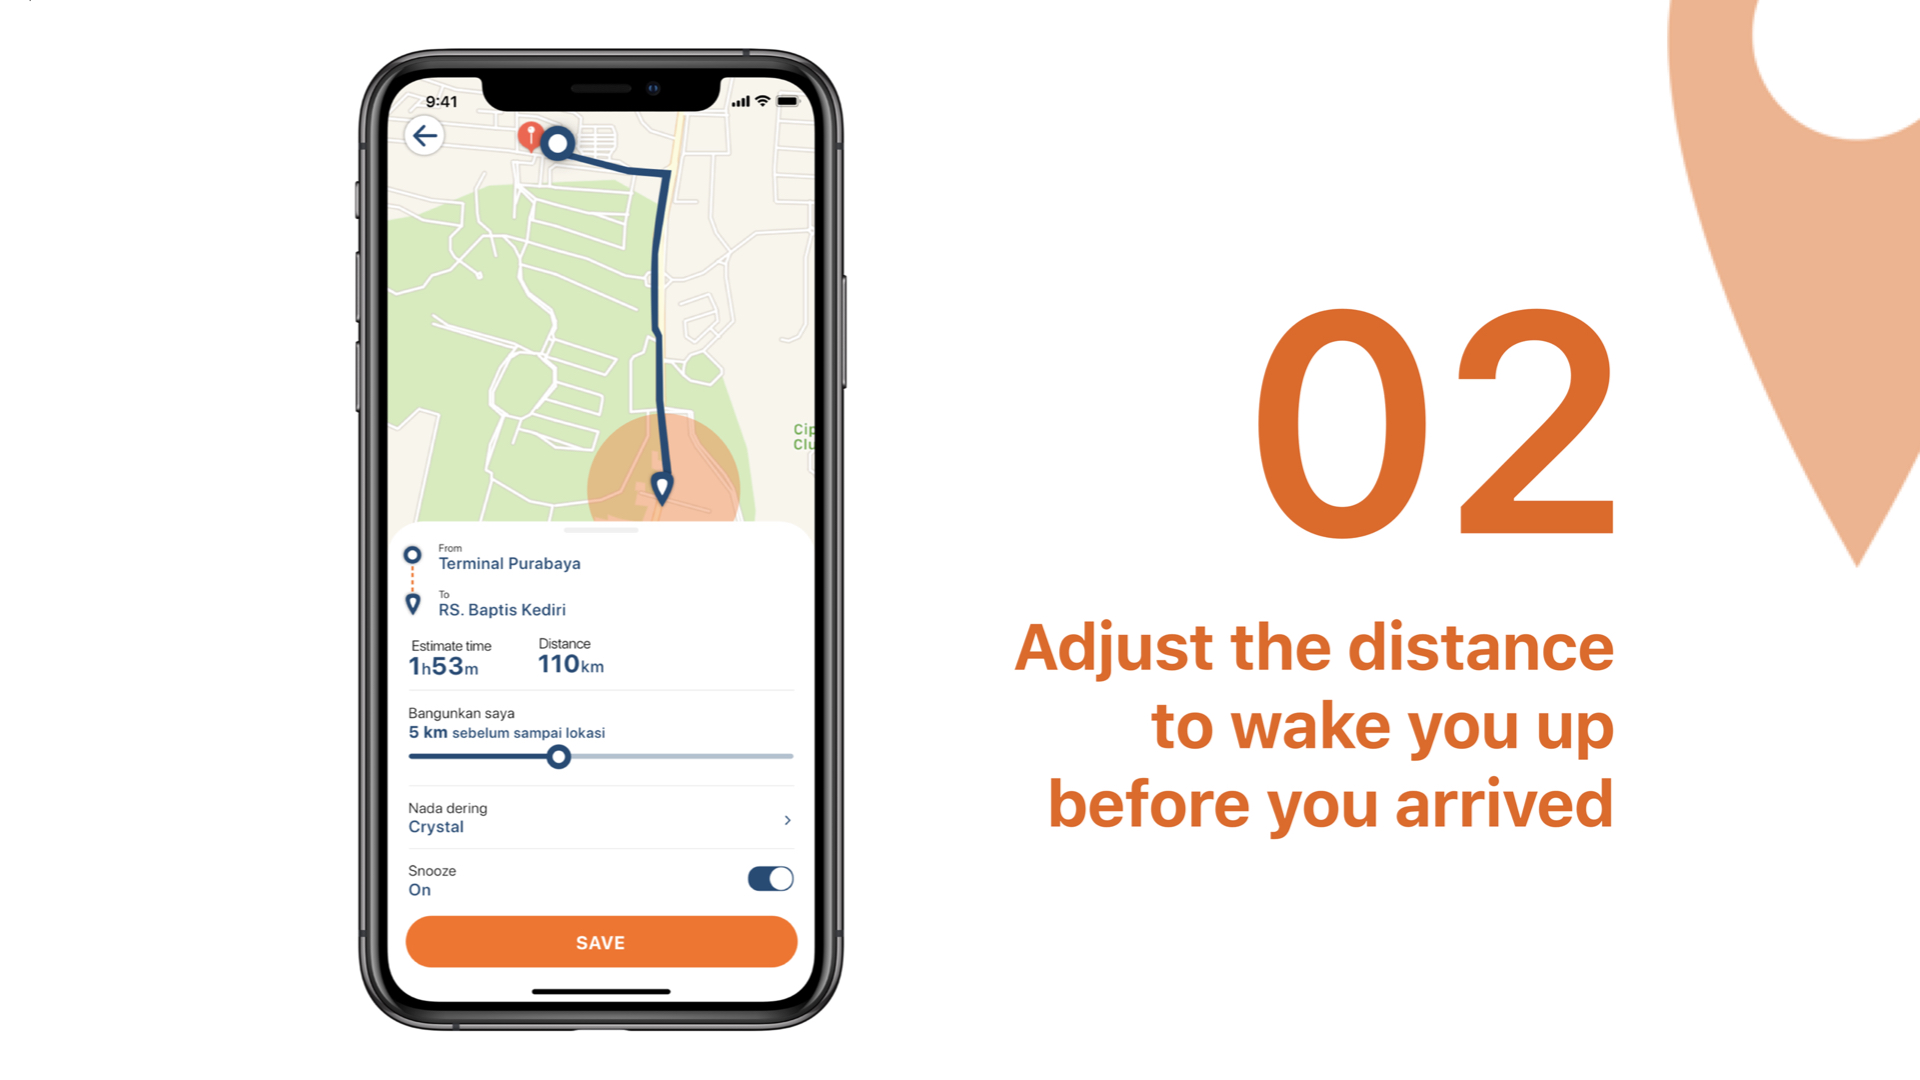 9:41
Cip
Clu
From
Terminal Purabaya
To
RS. Baptis Kediri
Estimate time
1h53m
Distance
110km
Bangunkan saya
5 km sebelum sampai lokasi
Nada dering
Crystal
Snooze
On
SAVE
02
Adjust the distance
to wake you up
before you arrived